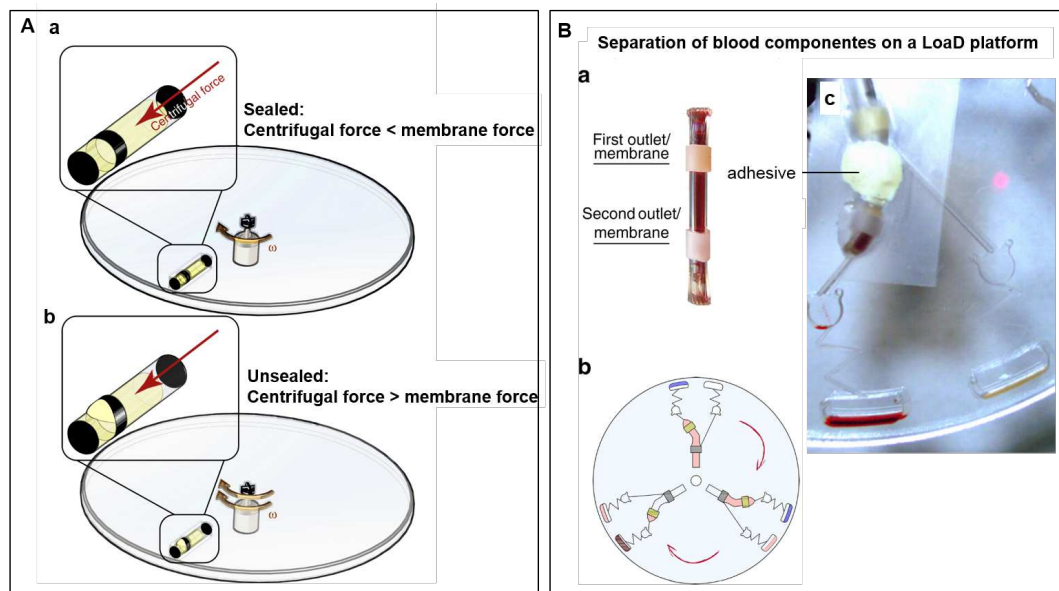 A
a
Centrifugal force
Sealed:
Centrifugal force < membrane force
ω
b
Unsealed:
Centrifugal force > membrane force
ω
B
Separation of blood componentes on a LoaD platform
a
First outlet/
membrane
Second outlet/
membrane
c
adhesive
b